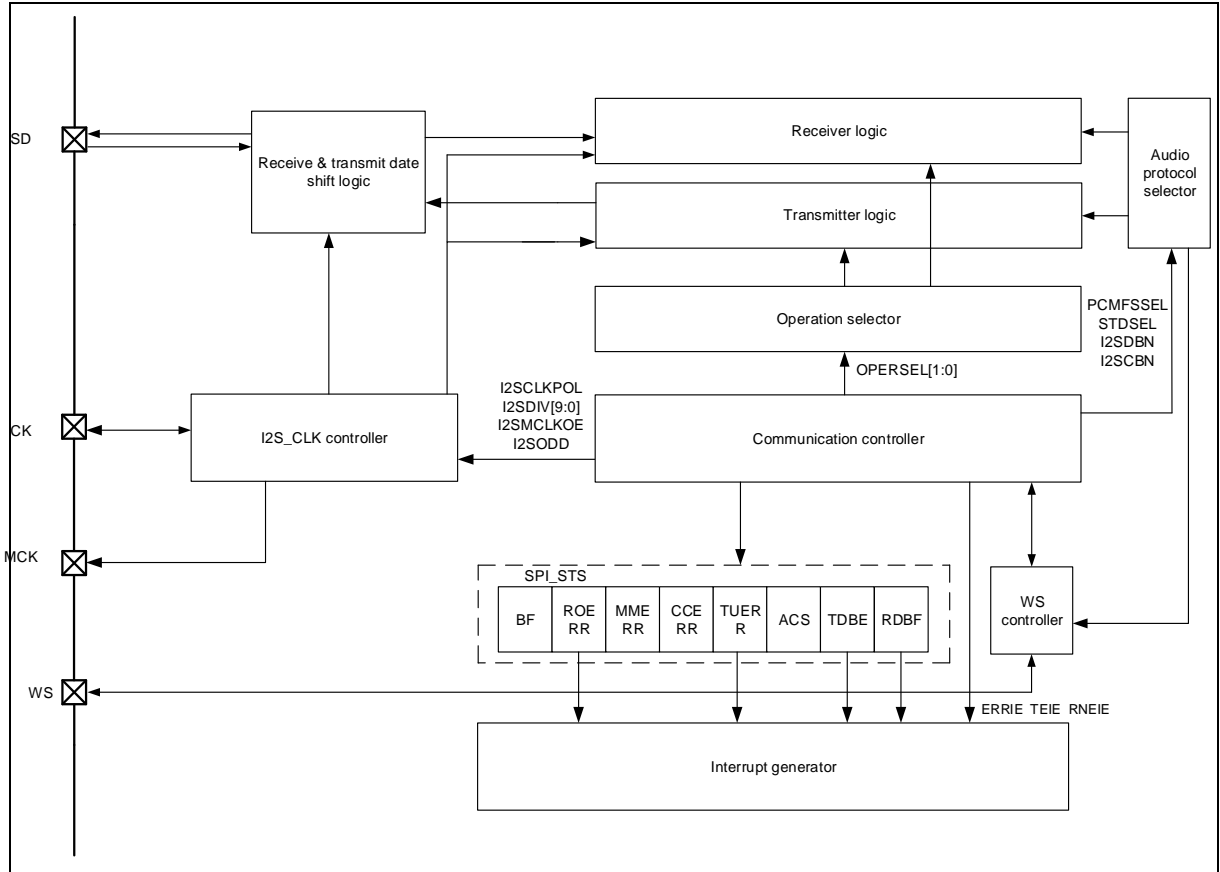 SD
Receive & transmit date
shift logic
Receiver logic
Audio
protocol
selector
Transmitter logic
Operation selector
PCMFSSEL
STDSEL
I2SDBN
I2SCBN
OPERSEL[1:0]
CK
I2S_CLK controller
I2SCLKPOL
I2SDIV[9:0]
I2SMCLKOE
I2SODD
Communication controller
MCK
SPI_STS
BF
ROE
RR
MME
RR
CCE
RR
TUER
R
ACS
TDBE
RDBF
WS
controller
WS
ERRIE TEIE RNEIE
Interrupt generator